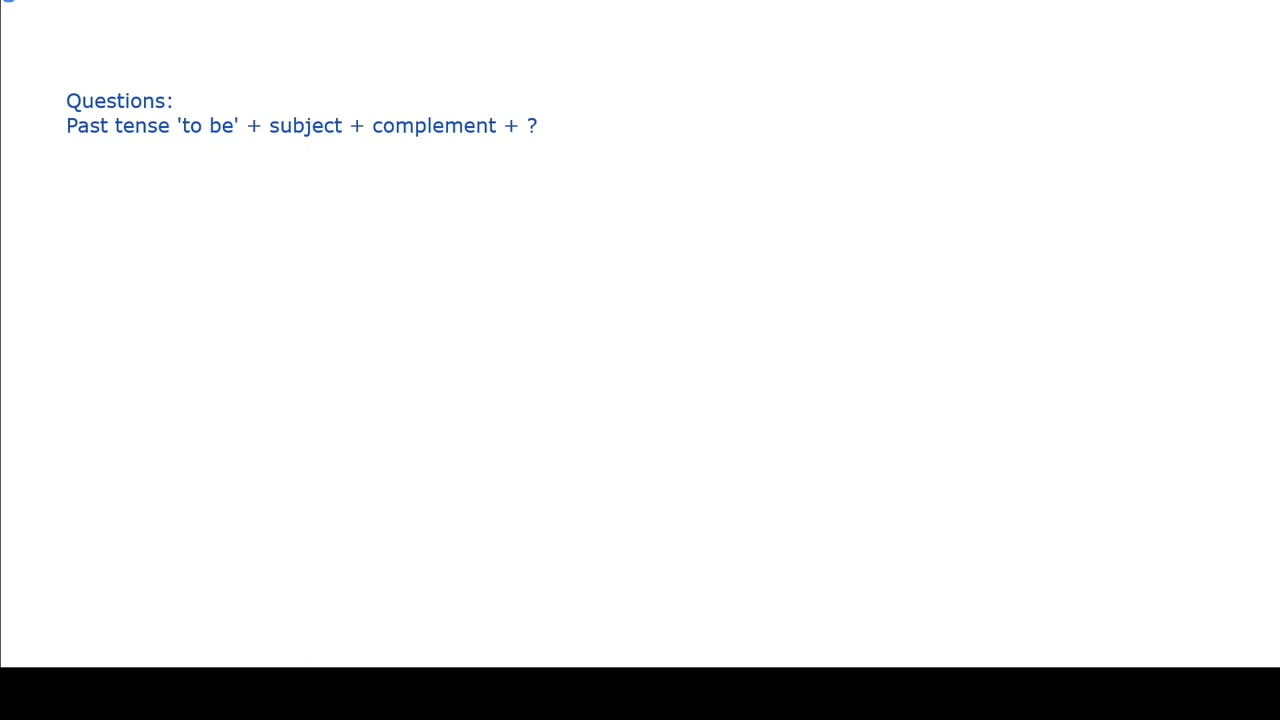 Questions:
Past tense 'to be' + subject + complement + ?